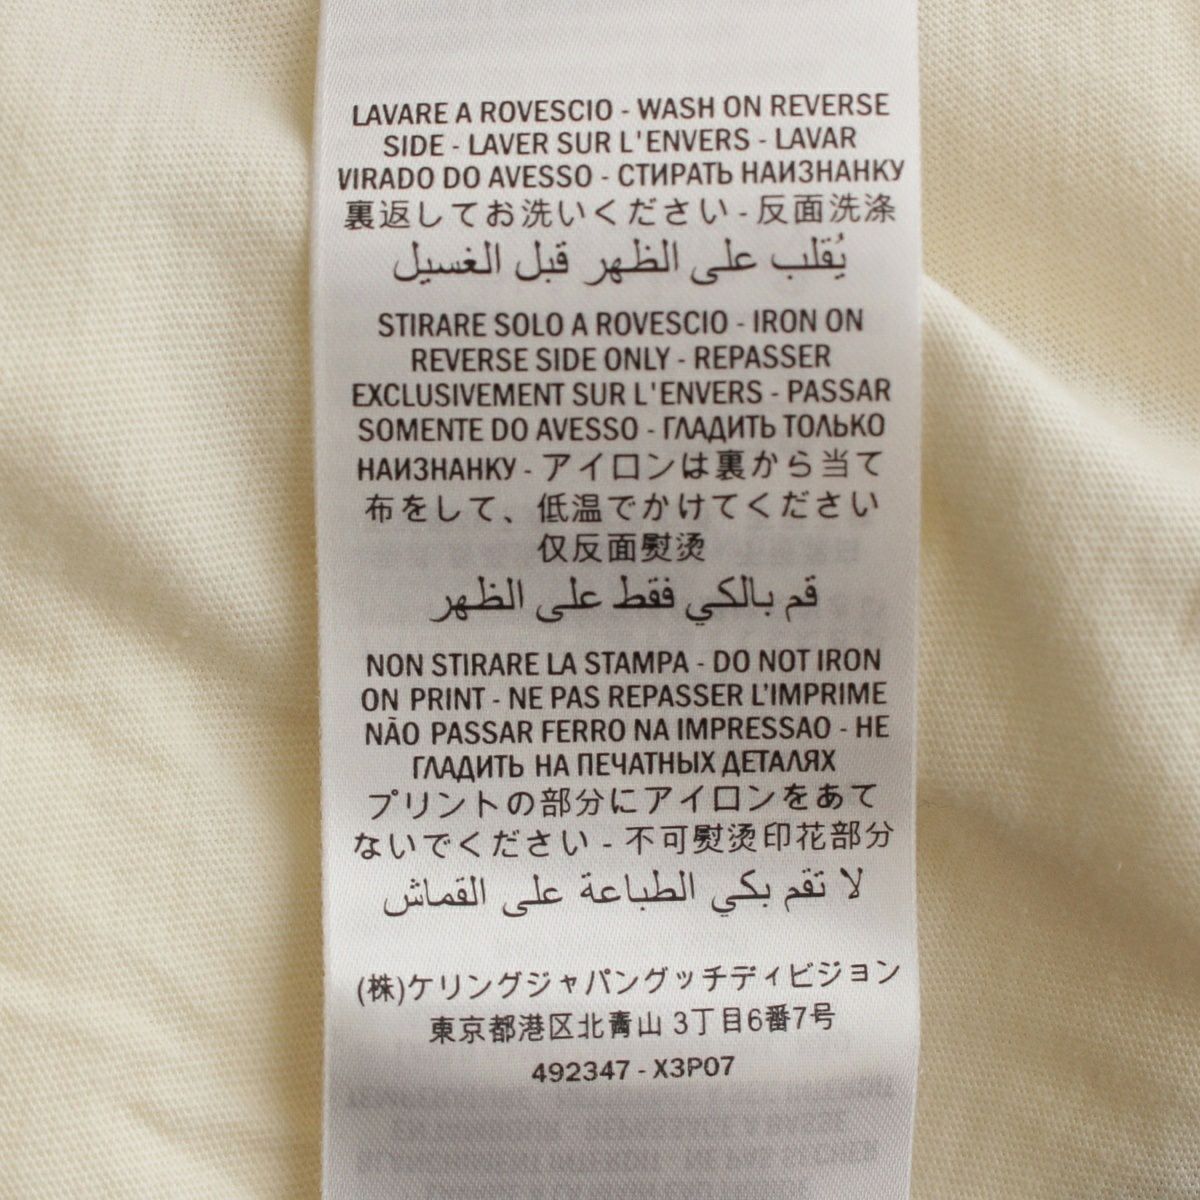 LAVARE A ROVESCIO - WASH ON REVERSE
SIDE - LAVER SUR L'ENVERS - LAVAR
VIRADO DO AVESSO - СТИРАТЬ НАИЗНАНКУ
裏返してお洗いください - 反面洗涤
يُقلب على الظهر قبل الغسيل
STIRARE SOLO A ROVESCIO - IRON ON
REVERSE SIDE ONLY - REPASSER
EXCLUSIVEMENT SUR L'ENVERS - PASSAR
SOMENTE DO AVESSO - ГЛАДИТЬ ТОЛЬКО
НАИЗНАНКУ - アイロンは裏から当て
布をして、低温でかけてください
仅反面熨烫
قم بالكي فقط على الظهر
NON STIRARE LA STAMPA - DO NOT IRON
ON PRINT - NE PAS REPASSER L'IMPRIME
NÃO PASSAR FERRO NA IMPRESSAO - НЕ
ГЛАДИТЬ НА ПЕЧАТНЫХ ДЕТАЛЯХ
プリントの部分にアイロンをあて
ないでください - 不可熨烫印花部分
لا تقم بكي الطباعة على القماش
(株)ケリングジャパングッチディビジョン
東京都港区北青山 3丁目6番7号
492347 - X3P07